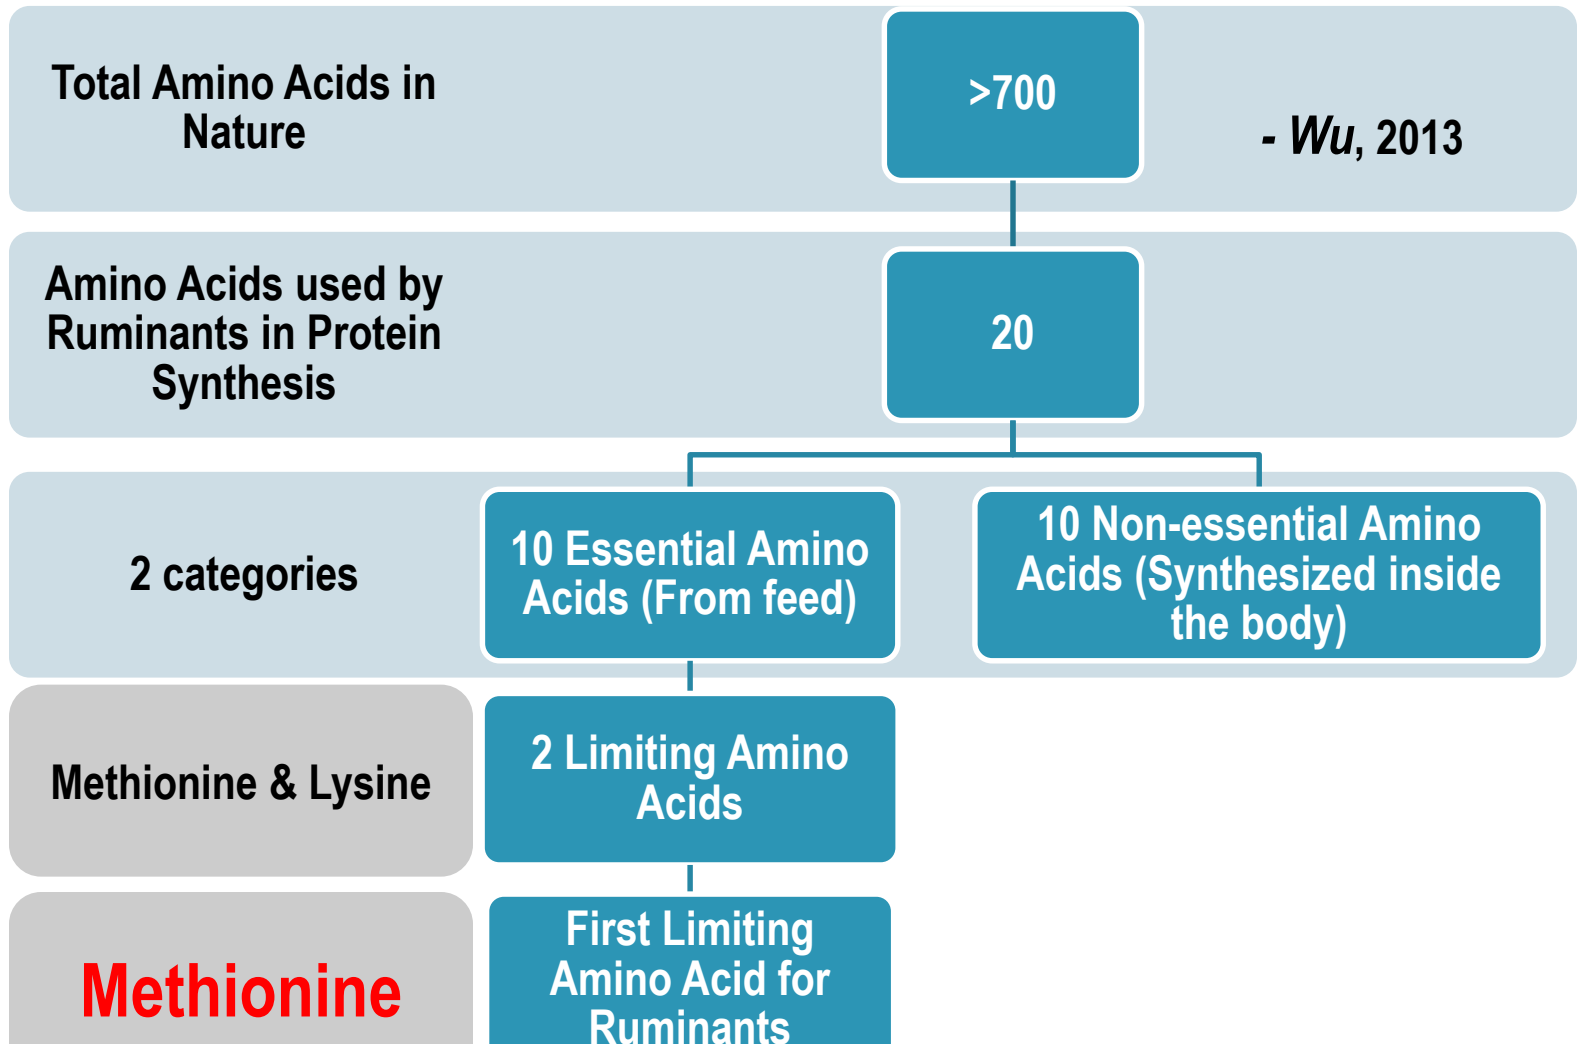 Total Amino Acids in
Nature
>700
- Wu, 2013
Amino Acids used by
Ruminants in Protein
Synthesis
20
2 categories
10 Essential Amino
Acids (From feed)
10 Non-essential Amino
Acids (Synthesized inside
the body)
Methionine & Lysine
2 Limiting Amino
Acids
Methionine
First Limiting
Amino Acid for
Ruminants